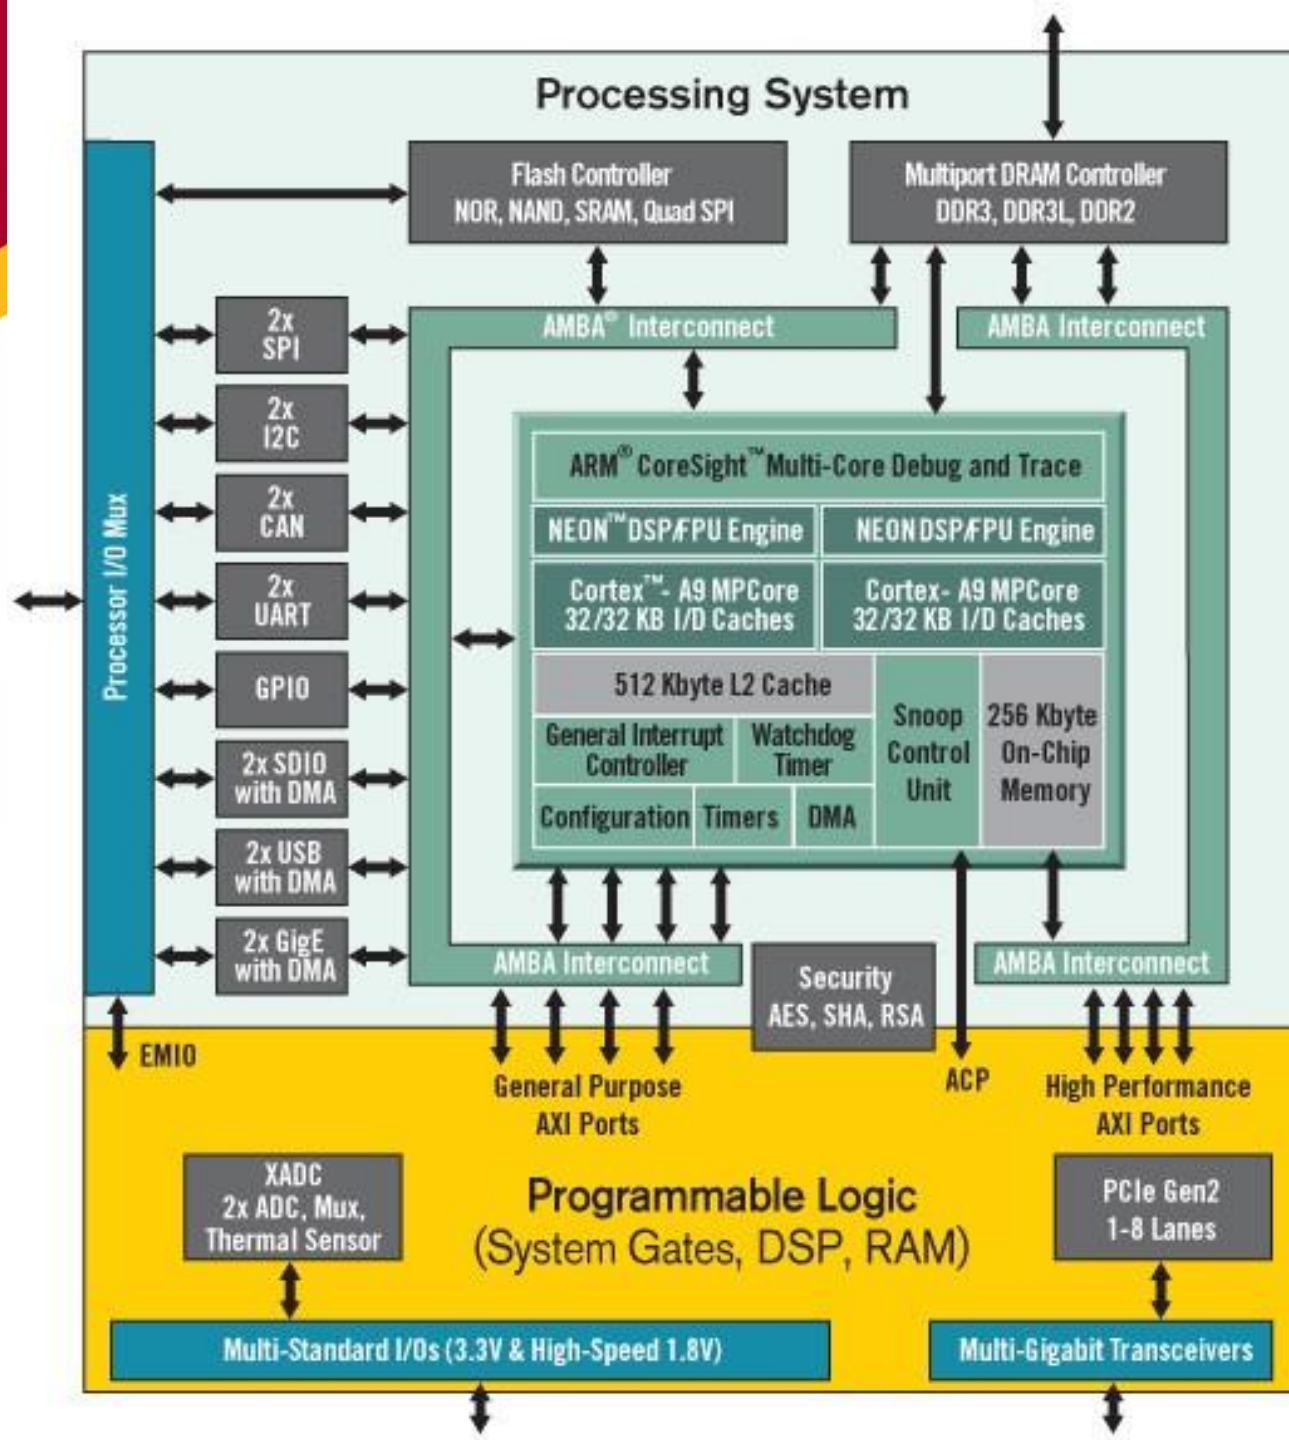 Processing System
Flash Controller
NOR, NAND, SRAM, Quad SPI
Multiport DRAM Controller
DDR3, DDR3L, DDR2
Processor I/O Mux
2x
SPI
2x
I2C
2x
CAN
2x
UART
GPIO
2x SDIO
with DMA
2x USB
with DMA
2x GigE
with DMA
AMBA® Interconnect
AMBA Interconnect
ARM® CoreSight™ Multi-Core Debug and Trace
NEON™ DSP/FPU Engine
NEON DSP/FPU Engine
Cortex™- A9 MPCore
32/32 KB I/D Caches
Cortex- A9 MPCore
32/32 KB I/D Caches
512 Kbyte L2 Cache
General Interrupt
Controller
Watchdog
Timer
Configuration
Timers
DMA
Snoop
Control
Unit
256 Kbyte
On-Chip
Memory
AMBA Interconnect
Security
AES, SHA, RSA
AMBA Interconnect
EMIO
General Purpose
AXI Ports
ACP
High Performance
AXI Ports
XADC
2x ADC, Mux,
Thermal Sensor
Programmable Logic
(System Gates, DSP, RAM)
PCIe Gen2
1-8 Lanes
Multi-Standard I/Os (3.3V & High-Speed 1.8V)
Multi-Gigabit Transceivers